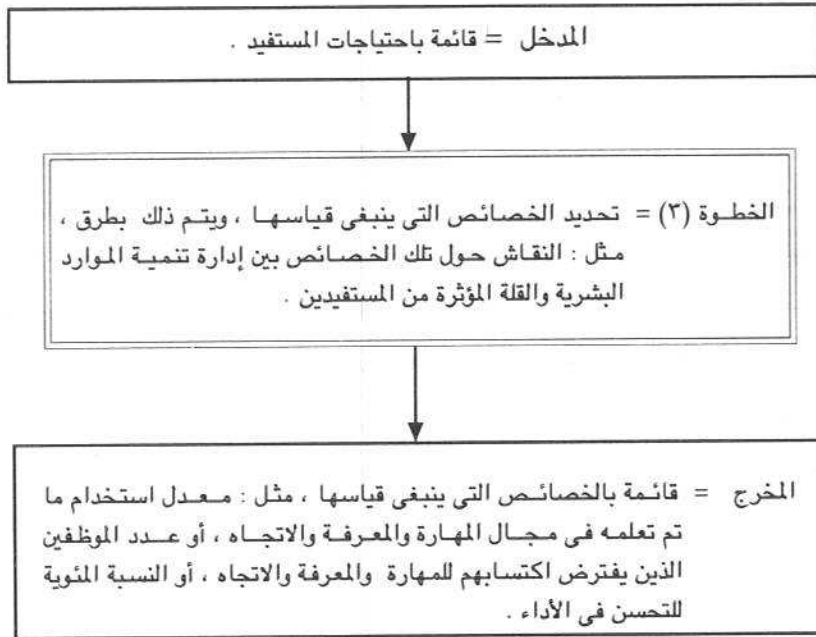 المدخل = قائمة باحتياجات المستفيد .
الخطوة (٣) = تحديد الخصائص التى ينبغى قياسها ، ويتم ذلك بطرق ،
مثل : النقاش حول تلك الخصائص بين إدارة تنمية الموارد
البشرية والقلة المؤثرة من المستفيدين .
المخرج = قائمة بالخصائص التى ينبغى قياسها ، مثل : معدل استخدام ما
تم تعلمه فى مجال المهارة والمعرفة والاتجاه ، أو عدد الموظفين
الذين يفترض اكتسابهم للمهارة والمعرفة والاتجاه ، أو النسبة المئوية
للتحسن فى الأداء .